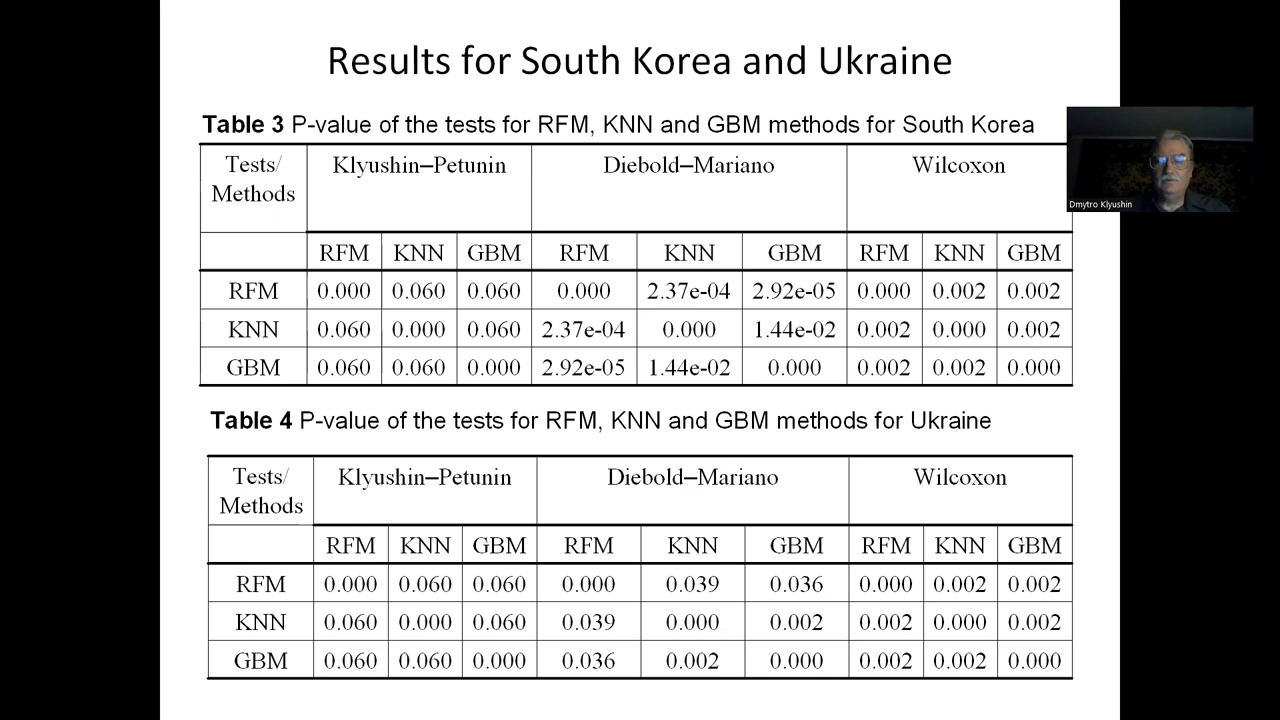 Results for South Korea and Ukraine
Table 3 P-value of the tests for RFM, KNN and GBM methods for South Korea
Tests/ Klyushin–Petunin Diebold–Mariano Wilcoxon
Methods
RFM KNN GBM RFM KNN GBM RFM KNN GBM
RFM 0.000 0.060 0.060 0.000 2.37e-04 2.92e-05 0.000 0.002 0.002
KNN 0.060 0.000 0.060 2.37e-04 0.000 1.44e-02 0.002 0.000 0.002
GBM 0.060 0.060 0.000 2.92e-05 1.44e-02 0.000 0.002 0.002 0.000
Dmytro Klyushin
Table 4 P-value of the tests for RFM, KNN and GBM methods for Ukraine
Tests/ Klyushin–Petunin Diebold–Mariano Wilcoxon
Methods
RFM KNN GBM RFM KNN GBM RFM KNN GBM
RFM 0.000 0.060 0.060 0.000 0.039 0.036 0.000 0.002 0.002
KNN 0.060 0.000 0.060 0.039 0.000 0.002 0.002 0.000 0.002
GBM 0.060 0.060 0.000 0.036 0.002 0.000 0.002 0.002 0.000